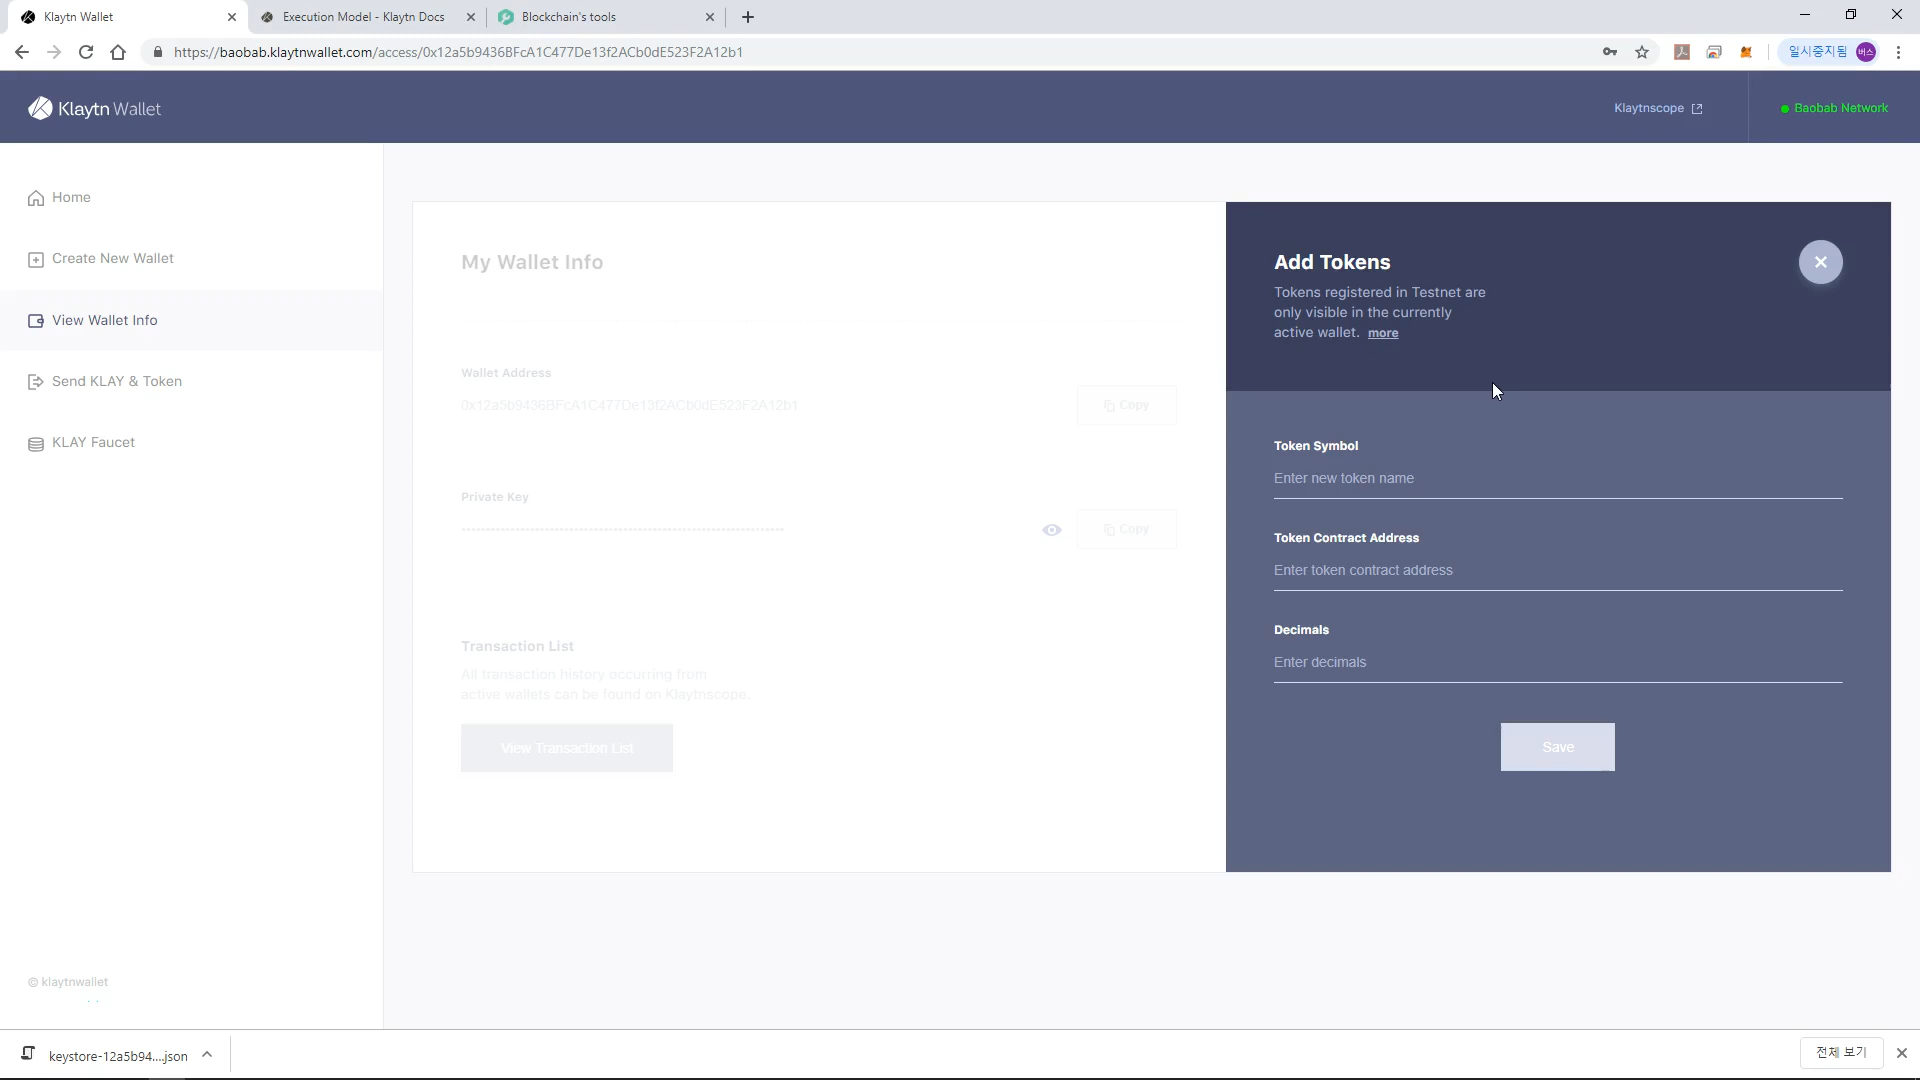 Klaytn Wallet
Execution Model - Klaytn Docs
Blockchain's tools
https://baobab.klaytnwallet.com/access/0x12a5b9436BFcA1C477De13f2ACb0dE523F2A12b1
일시중지됨
버스
Klaytn Wallet
Klaytnscope
Baobab Network
Home
Create New Wallet
View Wallet Info
Send KLAY & Token
KLAY Faucet
© klaytnwallet
My Wallet Info
Wallet Address
0x12a5b9436BFcA1C477De13f2ACb0dE523F2A12b1
Copy
Private Key
Copy
Transaction List
All transaction history occurring from
active wallets can be found on Klaytnscope.
View Transaction List
Add Tokens
Tokens registered in Testnet are
only visible in the currently
active wallet. more
Token Symbol
Enter new token name
Token Contract Address
Enter token contract address
Decimals
Enter decimals
Save
keystore-12a5b94....json
전체 보기